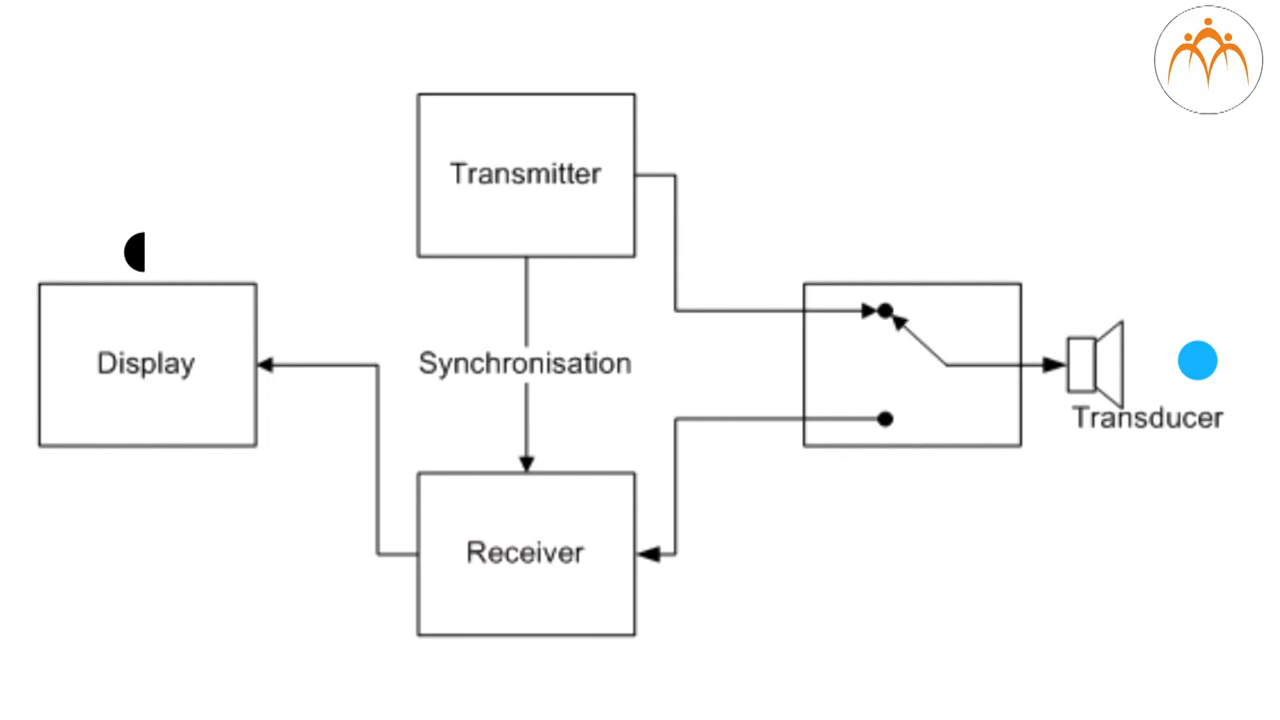 Transmitter
Display
Synchronisation
Transducer
Receiver